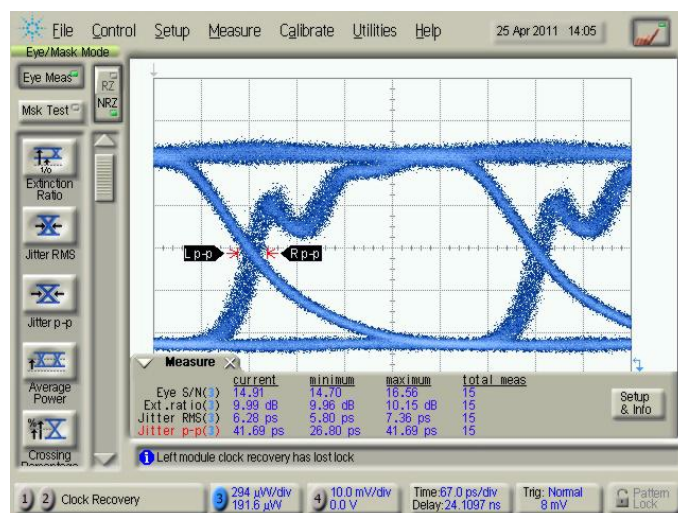 File Control Setup Measure Calibrate Utilities Help 25 Apr 2011 14:05
Eye/Mask Mode
Eye Meas
RZ
NRZ
Msk Test
1/0
Extinction
Ratio
Jitter RMS
L p-p R p-p
Jitter p-p
Average
Power
Crossing
Percentage
Measure
current minimum maximum total meas
Eye S/N(3) 14.91 14.70 16.56 15
Ext.ratio(3) 9.99 dB 9.96 dB 10.15 dB 15
Jitter RMS(3) 6.28 ps 5.80 ps 7.36 ps 15
Jitter p-p(3) 41.69 ps 26.80 ps 41.69 ps 15
Setup
& Info
Left module clock recovery has lost lock
1 2 Clock Recovery
3 294 µW/div
191.6 µW
4 10.0 mV/div
0.0 V
Time:67.0 ps/div
Delay:24.1097 ns
Trig: Normal
8 mV
Pattern
Lock